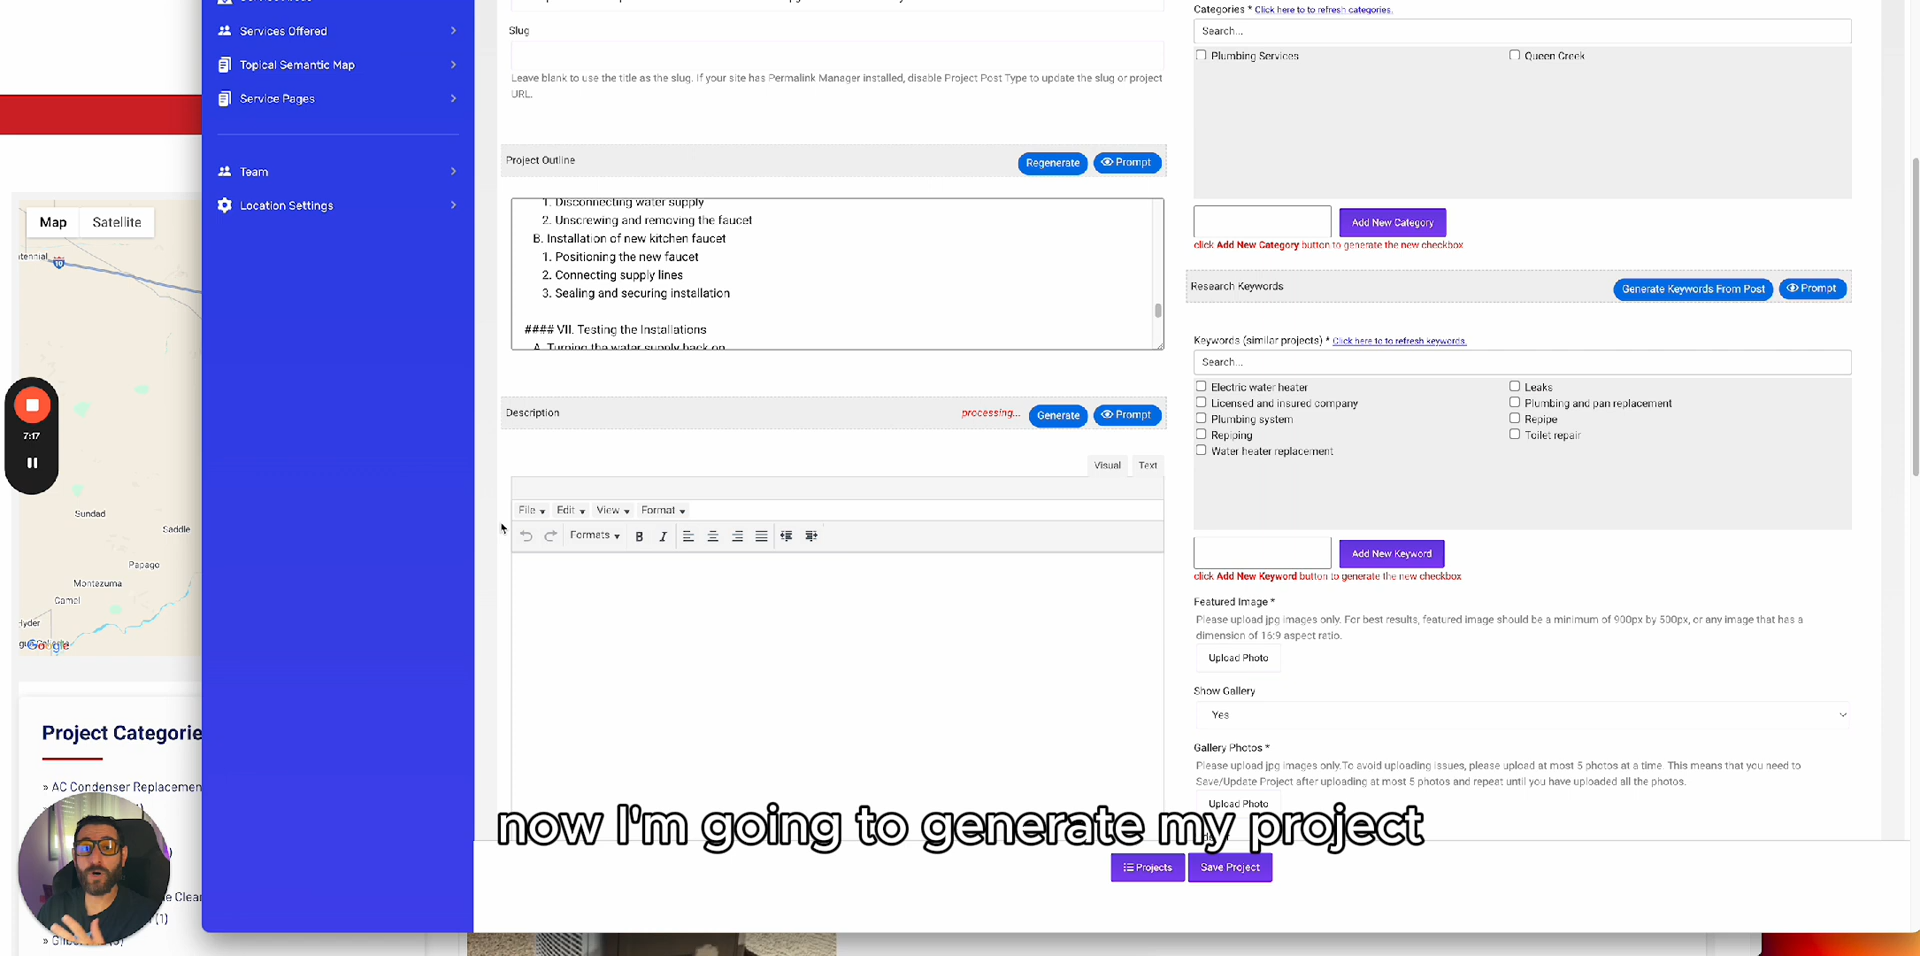 Services Offered
Topical Semantic Map
Service Pages
Team
Location Settings
Map
Satellite
Sundad
Saddle
Papago
Montezuma
Camel
Hyder
Google
Project Categorie
» AC Condenser Replacemen
e Clea
(1)
7:17
Slug
Leave blank to use the title as the slug. If your site has Permalink Manager installed, disable Project Post Type to update the slug or project
URL.
Project Outline
Regenerate
Prompt
1. Disconnecting water supply
2. Unscrewing and removing the faucet
B. Installation of new kitchen faucet
1. Positioning the new faucet
2. Connecting supply lines
3. Sealing and securing installation
#### VII. Testing the Installations
A. Turning the water supply back on
Description
processing...
Generate
Prompt
Visual
Text
File
Edit
View
Format
Formats
B
I
Categories * Click here to to refresh categories.
Search...
Plumbing Services
Queen Creek
Add New Category
click Add New Category button to generate the new checkbox
Research Keywords
Generate Keywords From Post
Prompt
Keywords (similar projects) * Click here to to refresh keywords.
Search...
Electric water heater
Leaks
Licensed and insured company
Plumbing and pan replacement
Plumbing system
Repipe
Repiping
Toilet repair
Water heater replacement
Add New Keyword
click Add New Keyword button to generate the new checkbox
Featured Image *
Please upload jpg images only. For best results, featured image should be a minimum of 900px by 500px, or any image that has a
dimension of 16:9 aspect ratio.
Upload Photo
Show Gallery
Yes
Gallery Photos *
Please upload jpg images only.To avoid uploading issues, please upload at most 5 photos at a time. This means that you need to
Save/Update Project after uploading at most 5 photos and repeat until you have uploaded all the photos.
Upload Photo
now I'm going to generate my project
Projects
Save Project